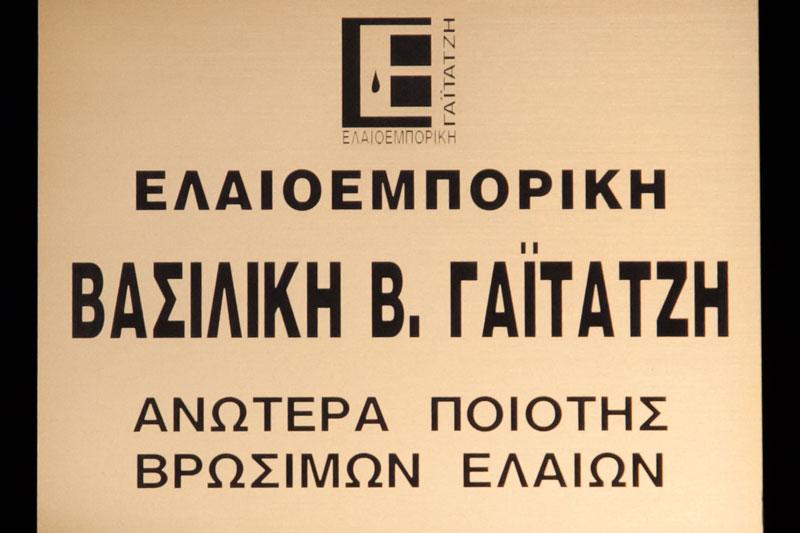 ΓΑΪΤΑΤΖΗ
ΕΛΑΙΟΕΜΠΟΡΙΚΗ
ΕΛΑΙΟΕΜΠΟΡΙΚΗ
ΒΑΣΙΛΙΚΗ Β. ΓΑΪΤΑΤΖΗ
ΑΝΩΤΕΡΑ ΠΟΙΟΤΗΣ
ΒΡΩΣΙΜΩΝ ΕΛΑΙΩΝ